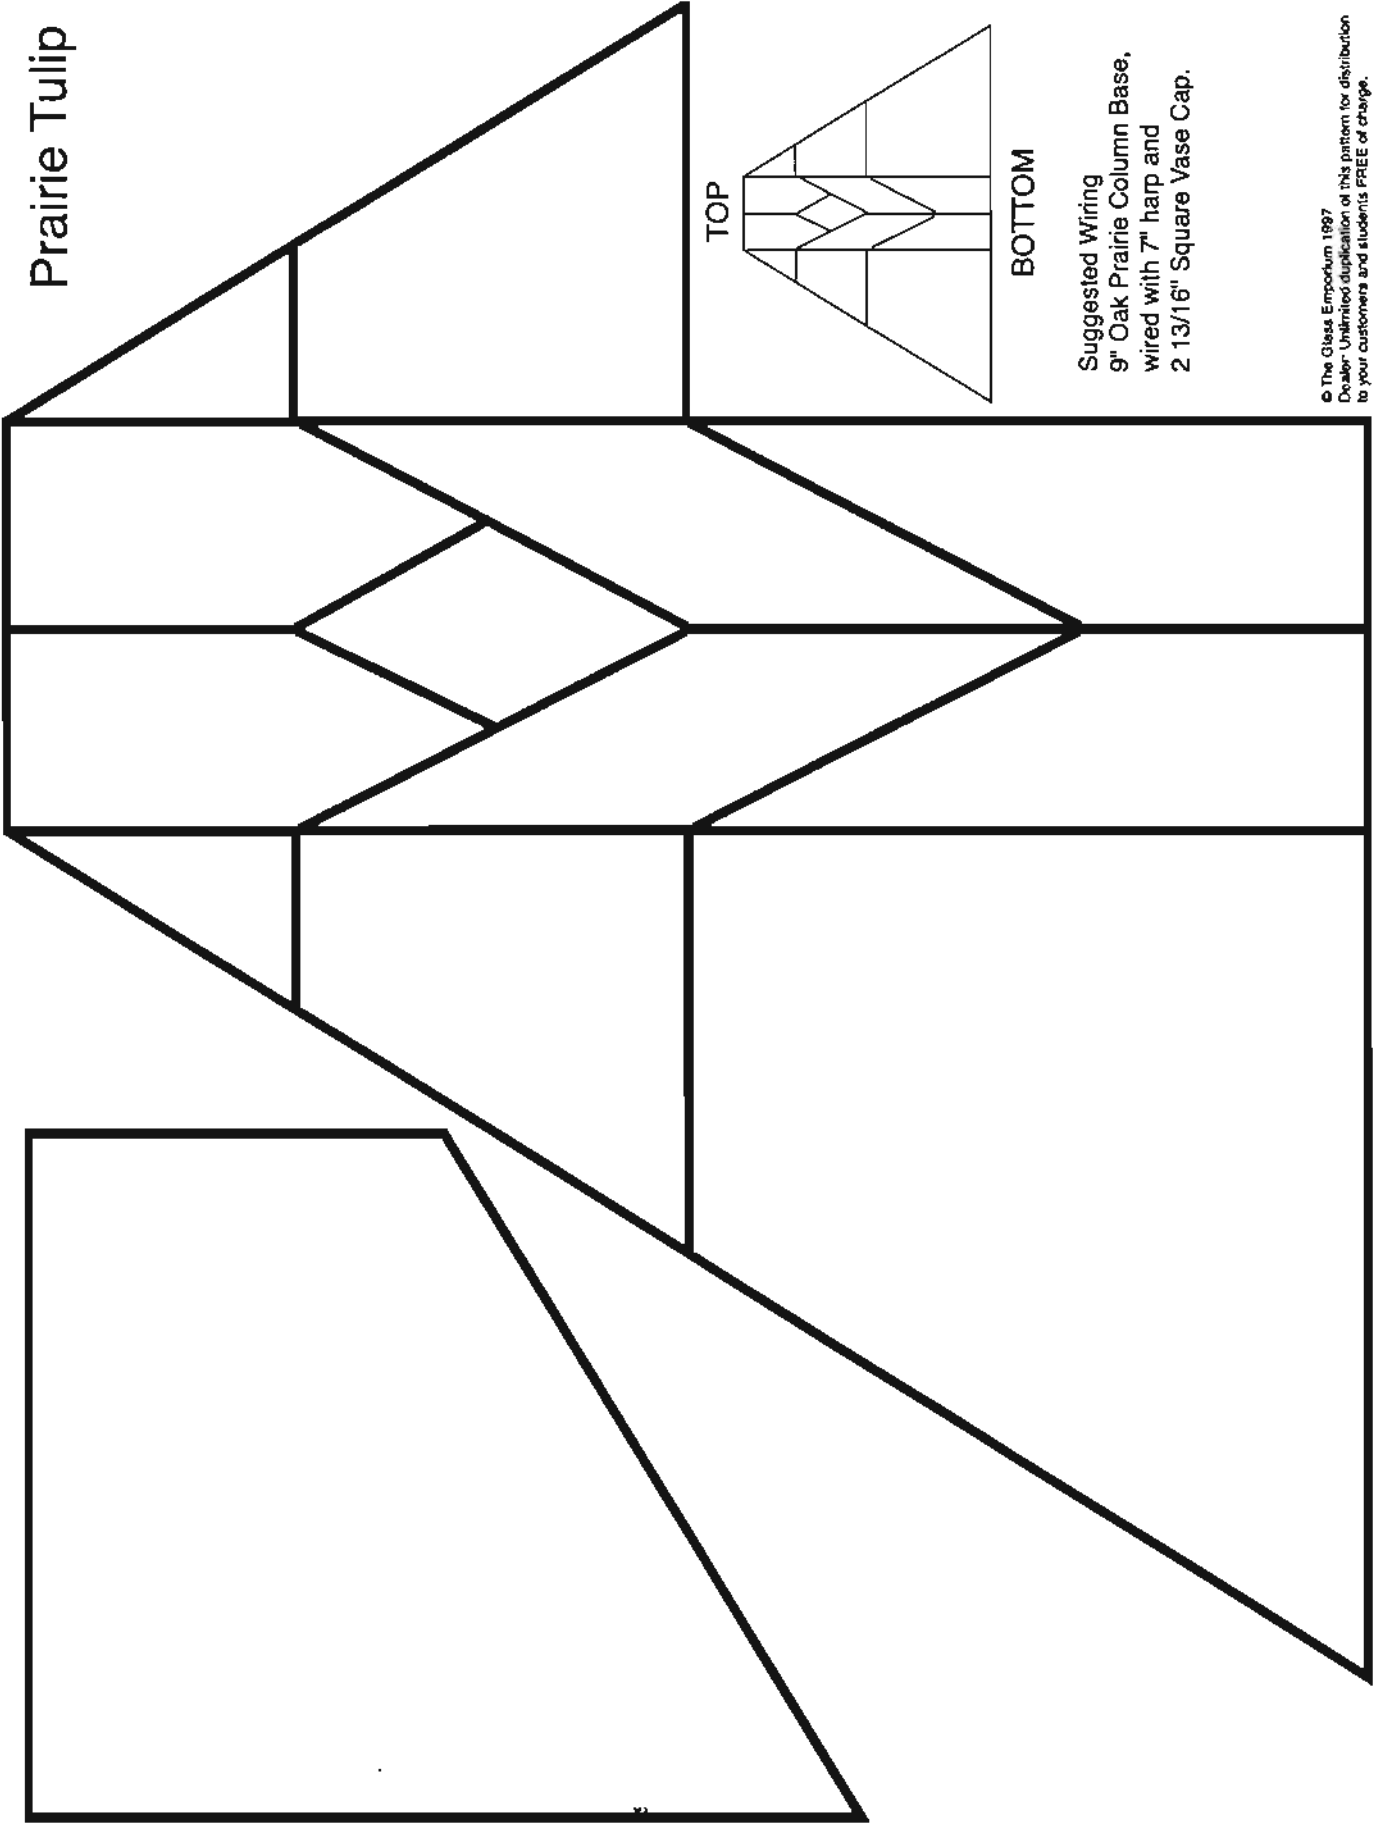 Prairie Tulip
TOP
BOTTOM
Suggested Wiring
9" Oak Prairie Column Base,
wired with 7" harp and
2 13/16" Square Vase Cap.
© The Glass Emporium 1997
Dealer: Unlimited duplication of this pattern for distribution
to your customers and students FREE of charge.